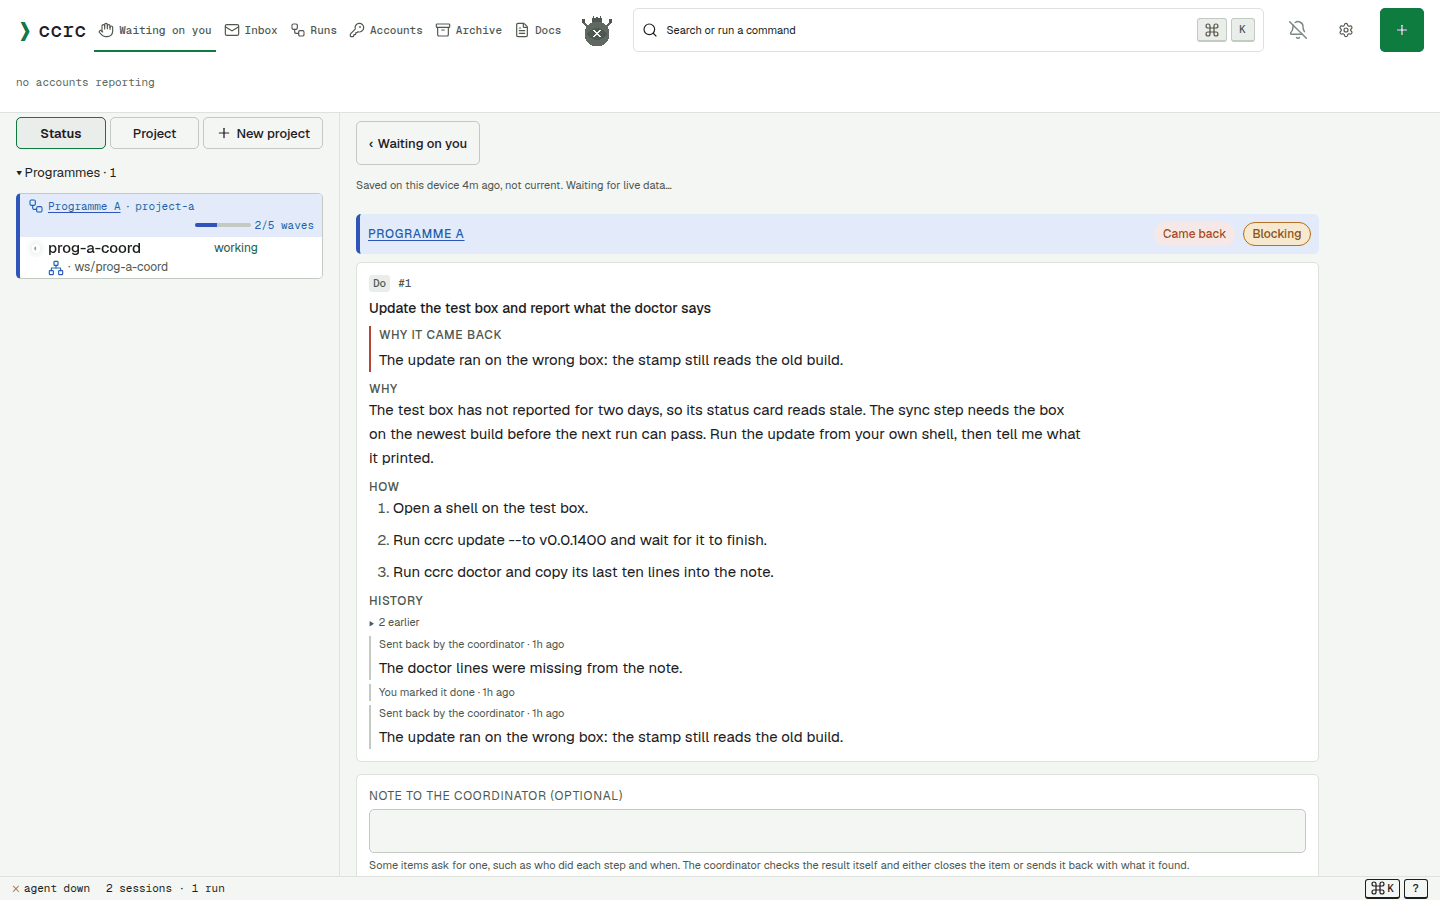 ❯ ccrc
Waiting on you
Inbox
Runs
Accounts
Archive
Docs
Search or run a command
⌘ K
+
no accounts reporting
Status
Project
+ New project
▾ Programmes · 1
Programme A · project-a
2/5 waves
prog-a-coord
working
· ws/prog-a-coord
‹ Waiting on you
Saved on this device 4m ago, not current. Waiting for live data…
PROGRAMME A
Came back
Blocking
Do #1
Update the test box and report what the doctor says
WHY IT CAME BACK
The update ran on the wrong box: the stamp still reads the old build.
WHY
The test box has not reported for two days, so its status card reads stale. The sync step needs the box
on the newest build before the next run can pass. Run the update from your own shell, then tell me what
it printed.
HOW
1. Open a shell on the test box.
2. Run ccrc update --to v0.0.1400 and wait for it to finish.
3. Run ccrc doctor and copy its last ten lines into the note.
HISTORY
▸ 2 earlier
Sent back by the coordinator · 1h ago
The doctor lines were missing from the note.
You marked it done · 1h ago
Sent back by the coordinator · 1h ago
The update ran on the wrong box: the stamp still reads the old build.
NOTE TO THE COORDINATOR (OPTIONAL)
Some items ask for one, such as who did each step and when. The coordinator checks the result itself and either closes the item or sends it back with what it found.
× agent down 2 sessions · 1 run
⌘K ?